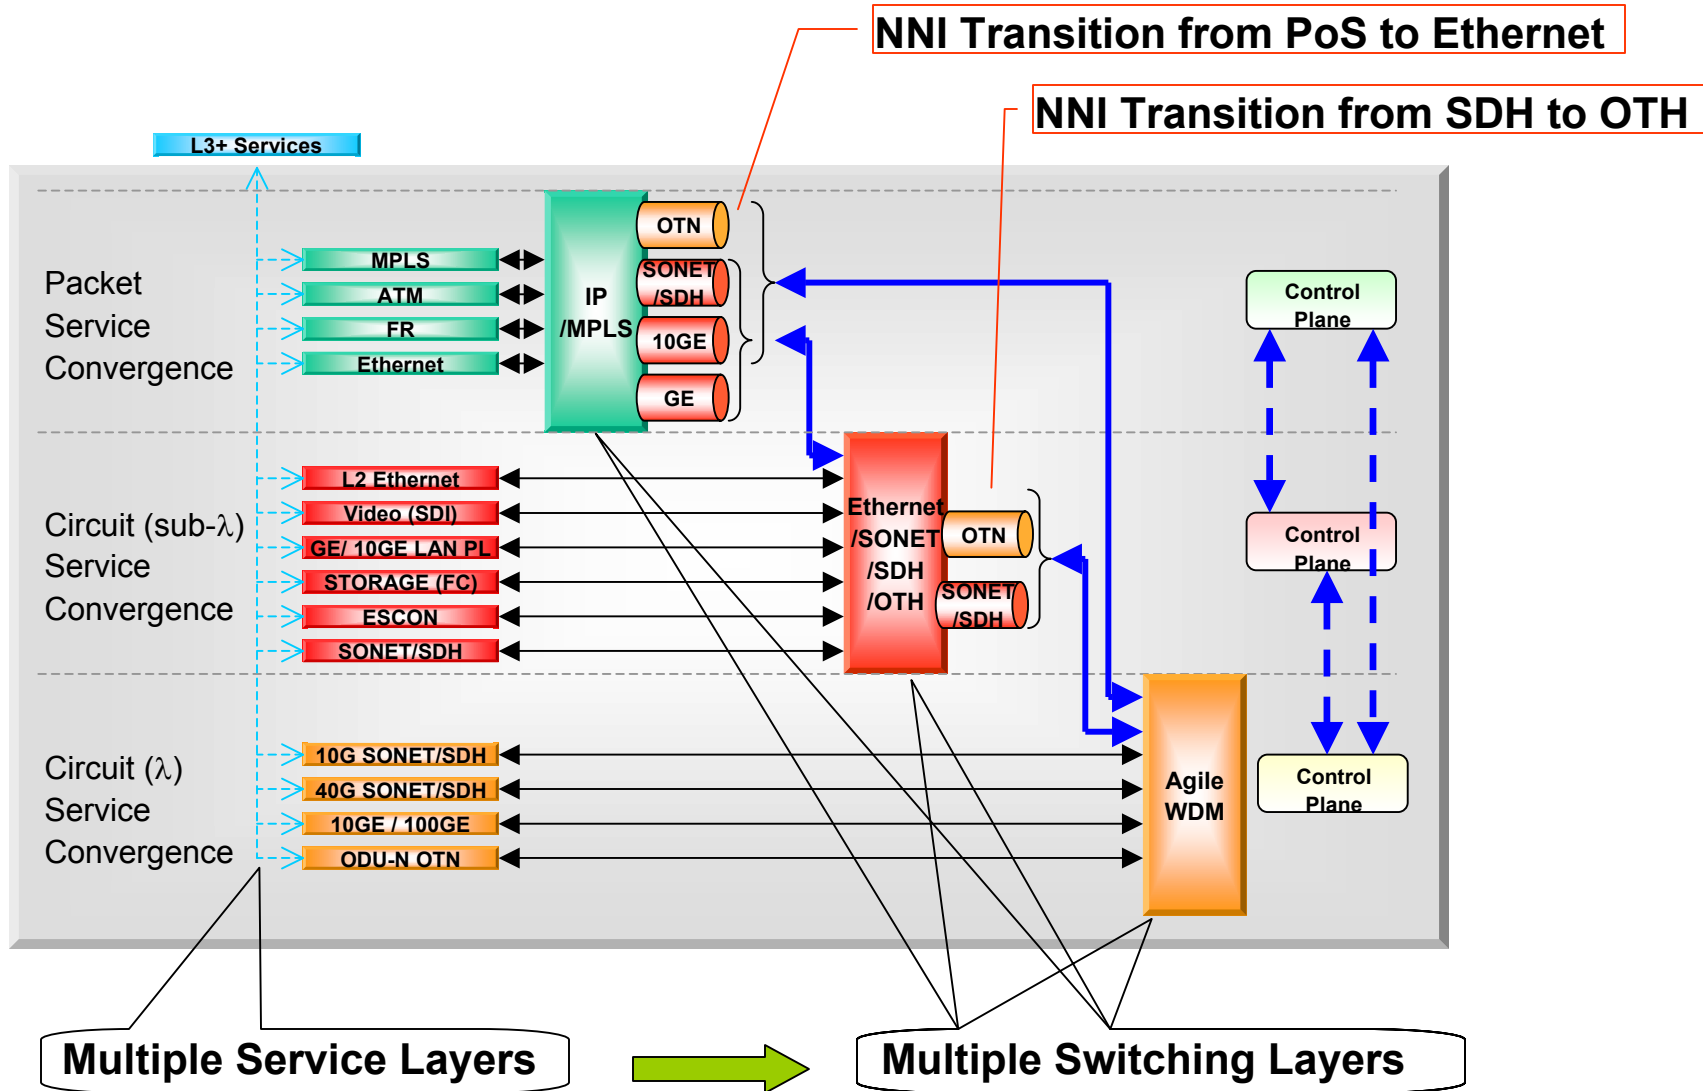 NNI Transition from PoS to Ethernet
NNI Transition from SDH to OTH
L3+ Services
Packet
Service
Convergence
MPLS
ATM
FR
Ethernet
IP
/MPLS
OTN
SONET
/SDH
10GE
GE
Control
Plane
Circuit (sub-λ)
Service
Convergence
L2 Ethernet
Video (SDI)
GE/ 10GE LAN PL
STORAGE (FC)
ESCON
SONET/SDH
Ethernet
/SONET
/SDH
/OTH
OTN
SONET
/SDH
Control
Plane
Circuit (λ)
Service
Convergence
10G SONET/SDH
40G SONET/SDH
10GE / 100GE
ODU-N OTN
Agile
WDM
Control
Plane
Multiple Service Layers
Multiple Switching Layers